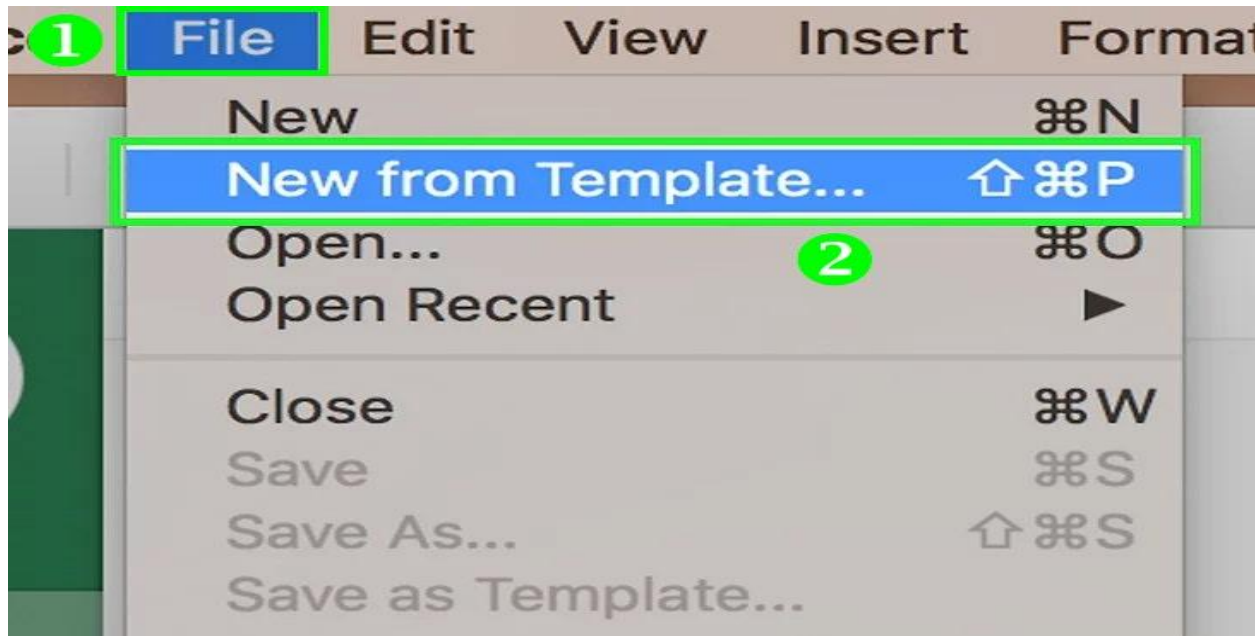 1 File Edit View Insert Format
New ⌘N
New from Template... ⇧⌘P
Open... ⌘O
2
Open Recent ▶
Close ⌘W
Save ⌘S
Save As... ⇧⌘S
Save as Template...